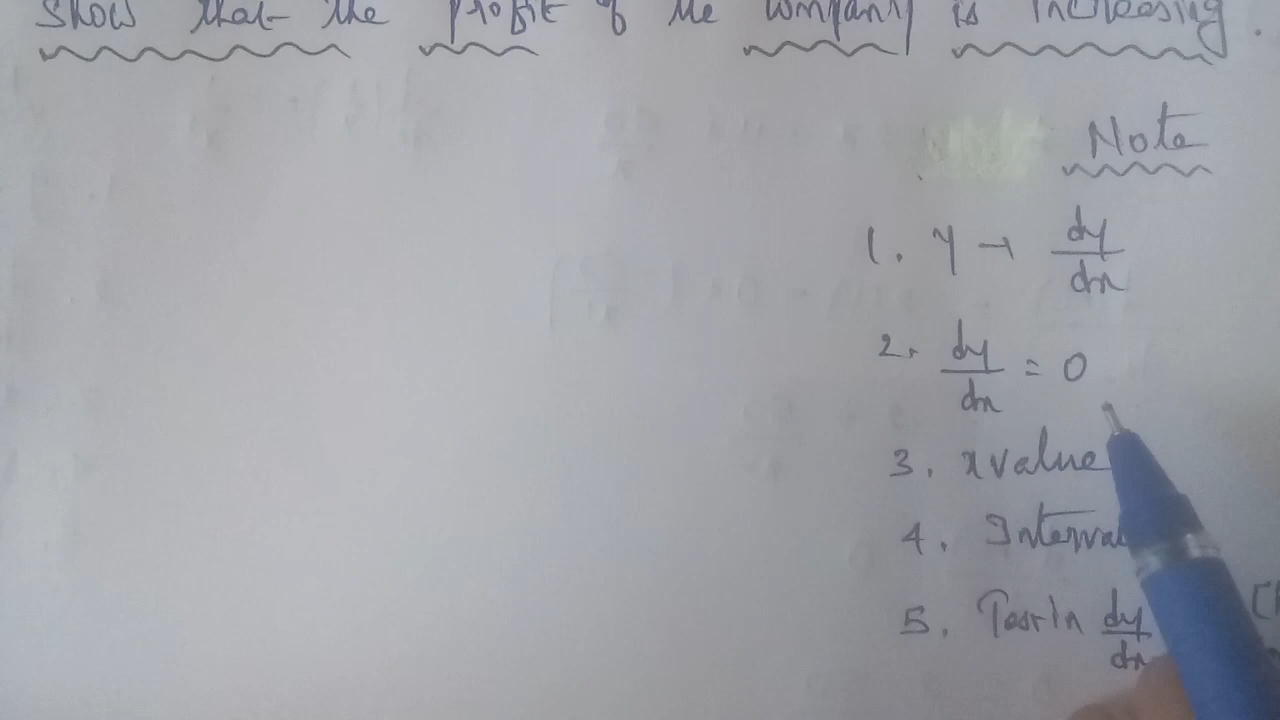 Show that the profit of the company is increasing.
Note
1. y → dy/dx
2. dy/dx = 0
3. x value
4. Interval
5. Test in dy/dx